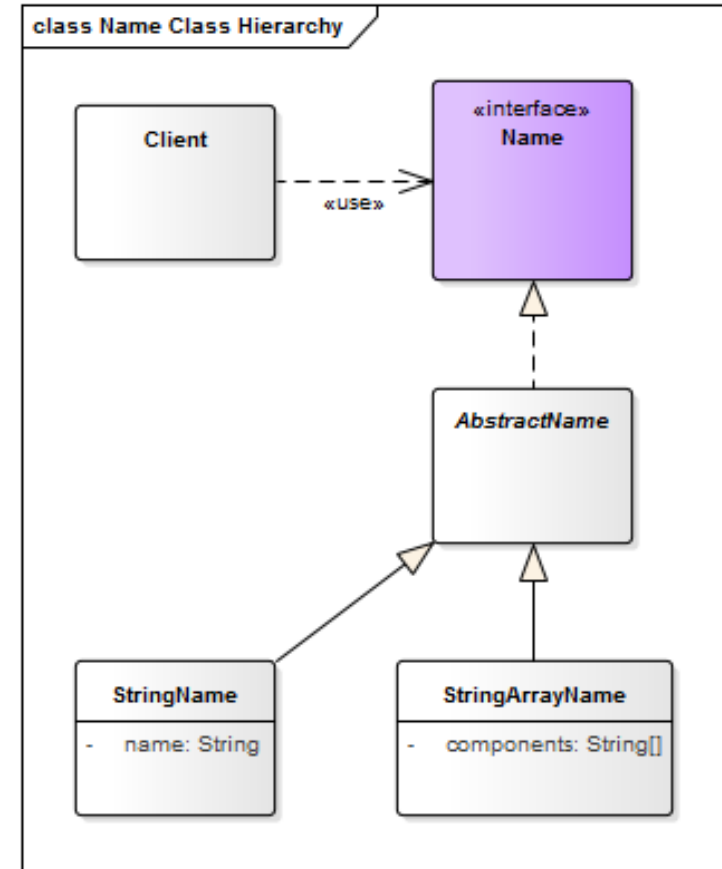 class Name Class Hierarchy
Client
«interface»
Name
«use»
AbstractName
StringName
- name: String
StringArrayName
- components: String[]